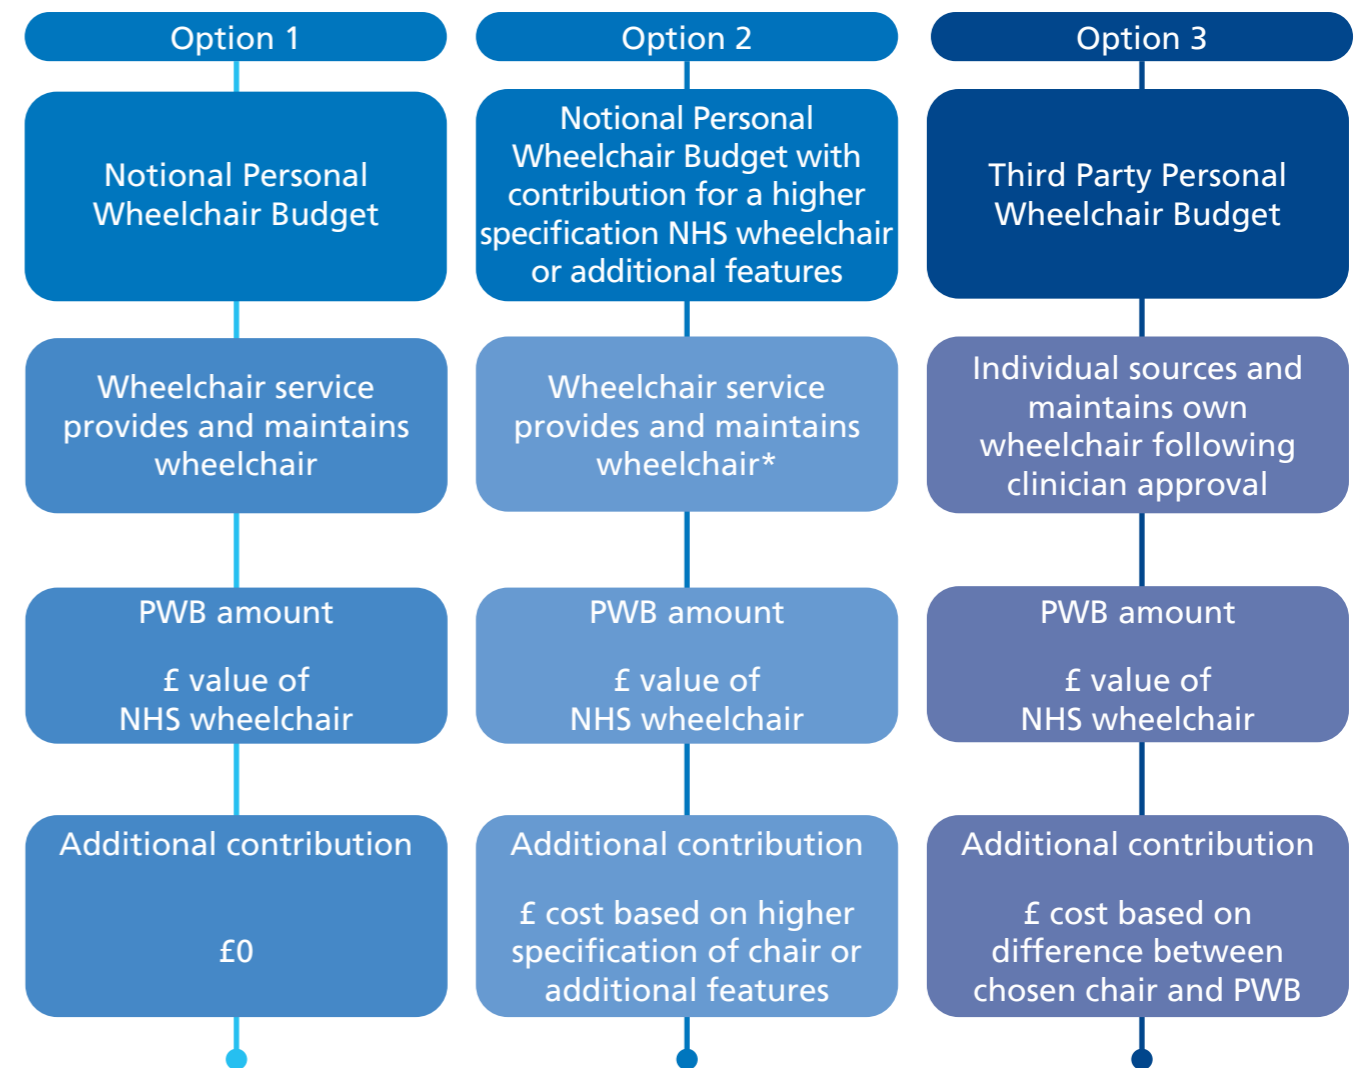 Option 1
Notional Personal
Wheelchair Budget
Wheelchair service
provides and maintains
wheelchair
PWB amount
£ value of
NHS wheelchair
Additional contribution
£0
Option 2
Notional Personal
Wheelchair Budget with
contribution for a higher
specification NHS wheelchair
or additional features
Wheelchair service
provides and maintains
wheelchair*
PWB amount
£ value of
NHS wheelchair
Additional contribution
£ cost based on higher
specification of chair or
additional features
Option 3
Third Party Personal
Wheelchair Budget
Individual sources and
maintains own
wheelchair following
clinician approval
PWB amount
£ value of
NHS wheelchair
Additional contribution
£ cost based on
difference between
chosen chair and PWB